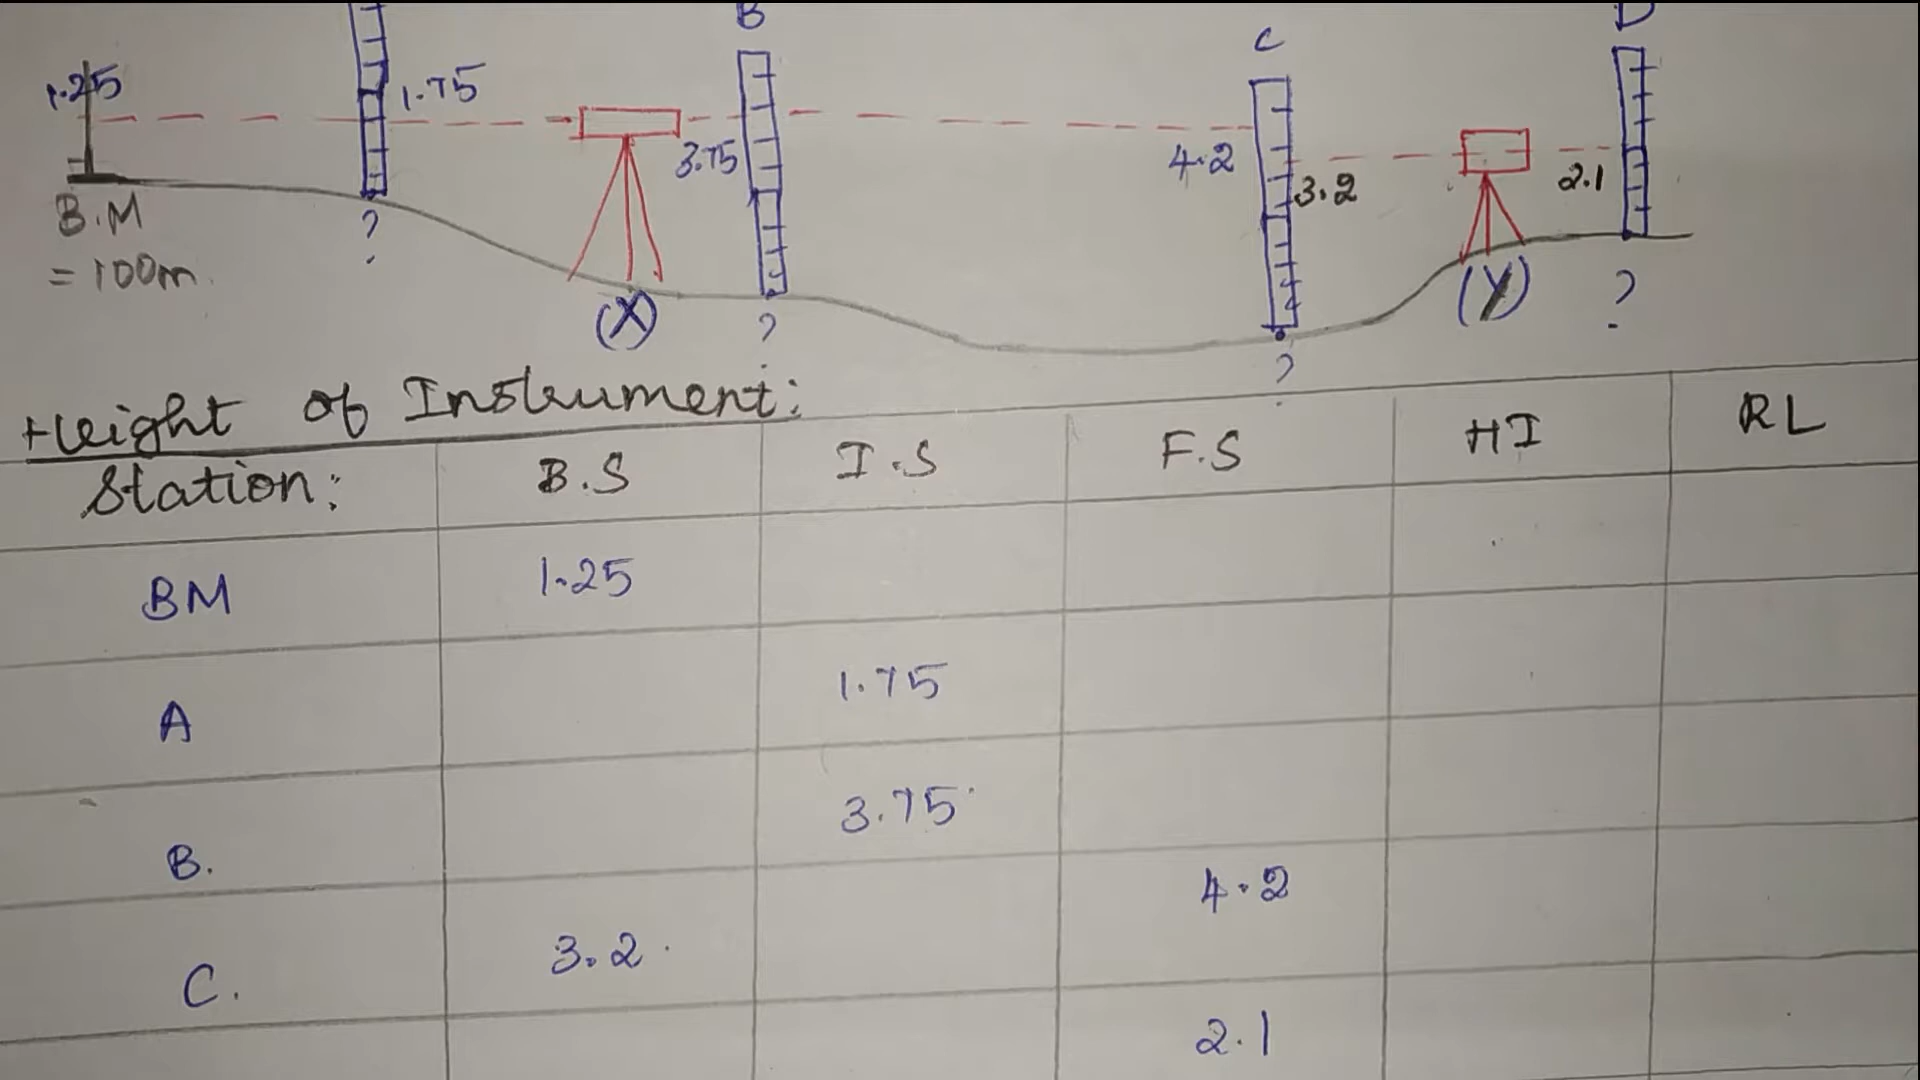 B
C
D
1.25
1.75
3.75
4.2
3.2
2.1
B.M
= 100m.
?
(X)
?
?
(Y)
?
Height of Instrument:
Station:
B.S
I.S
F.S
HI
RL
BM
1.25
A
1.75
B.
3.75
C.
3.2
4.2
2.1